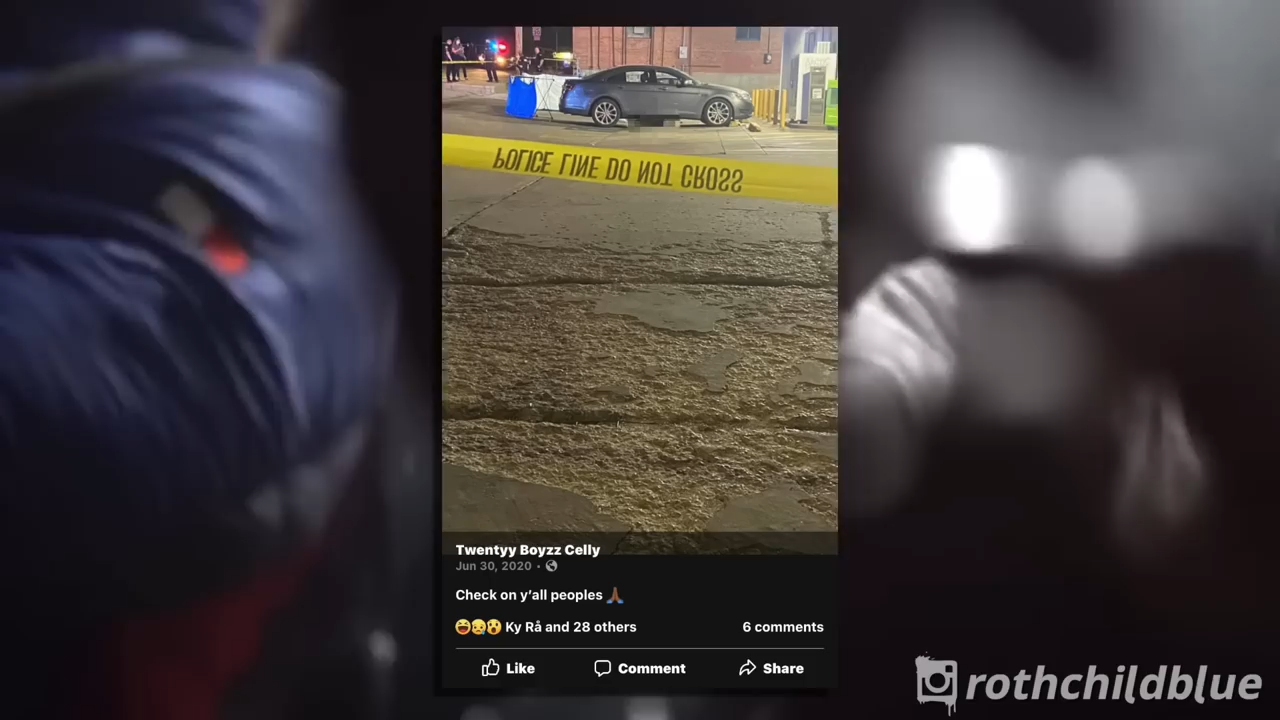 POLICE LINE DO NOT CROSS
Twentyy Boyzz Celly
Jun 30, 2020 ·
Check on y'all peoples 🙏🏾
😆😢😮 Ky Rå and 28 others
6 comments
Like
Comment
Share
rothchildblue